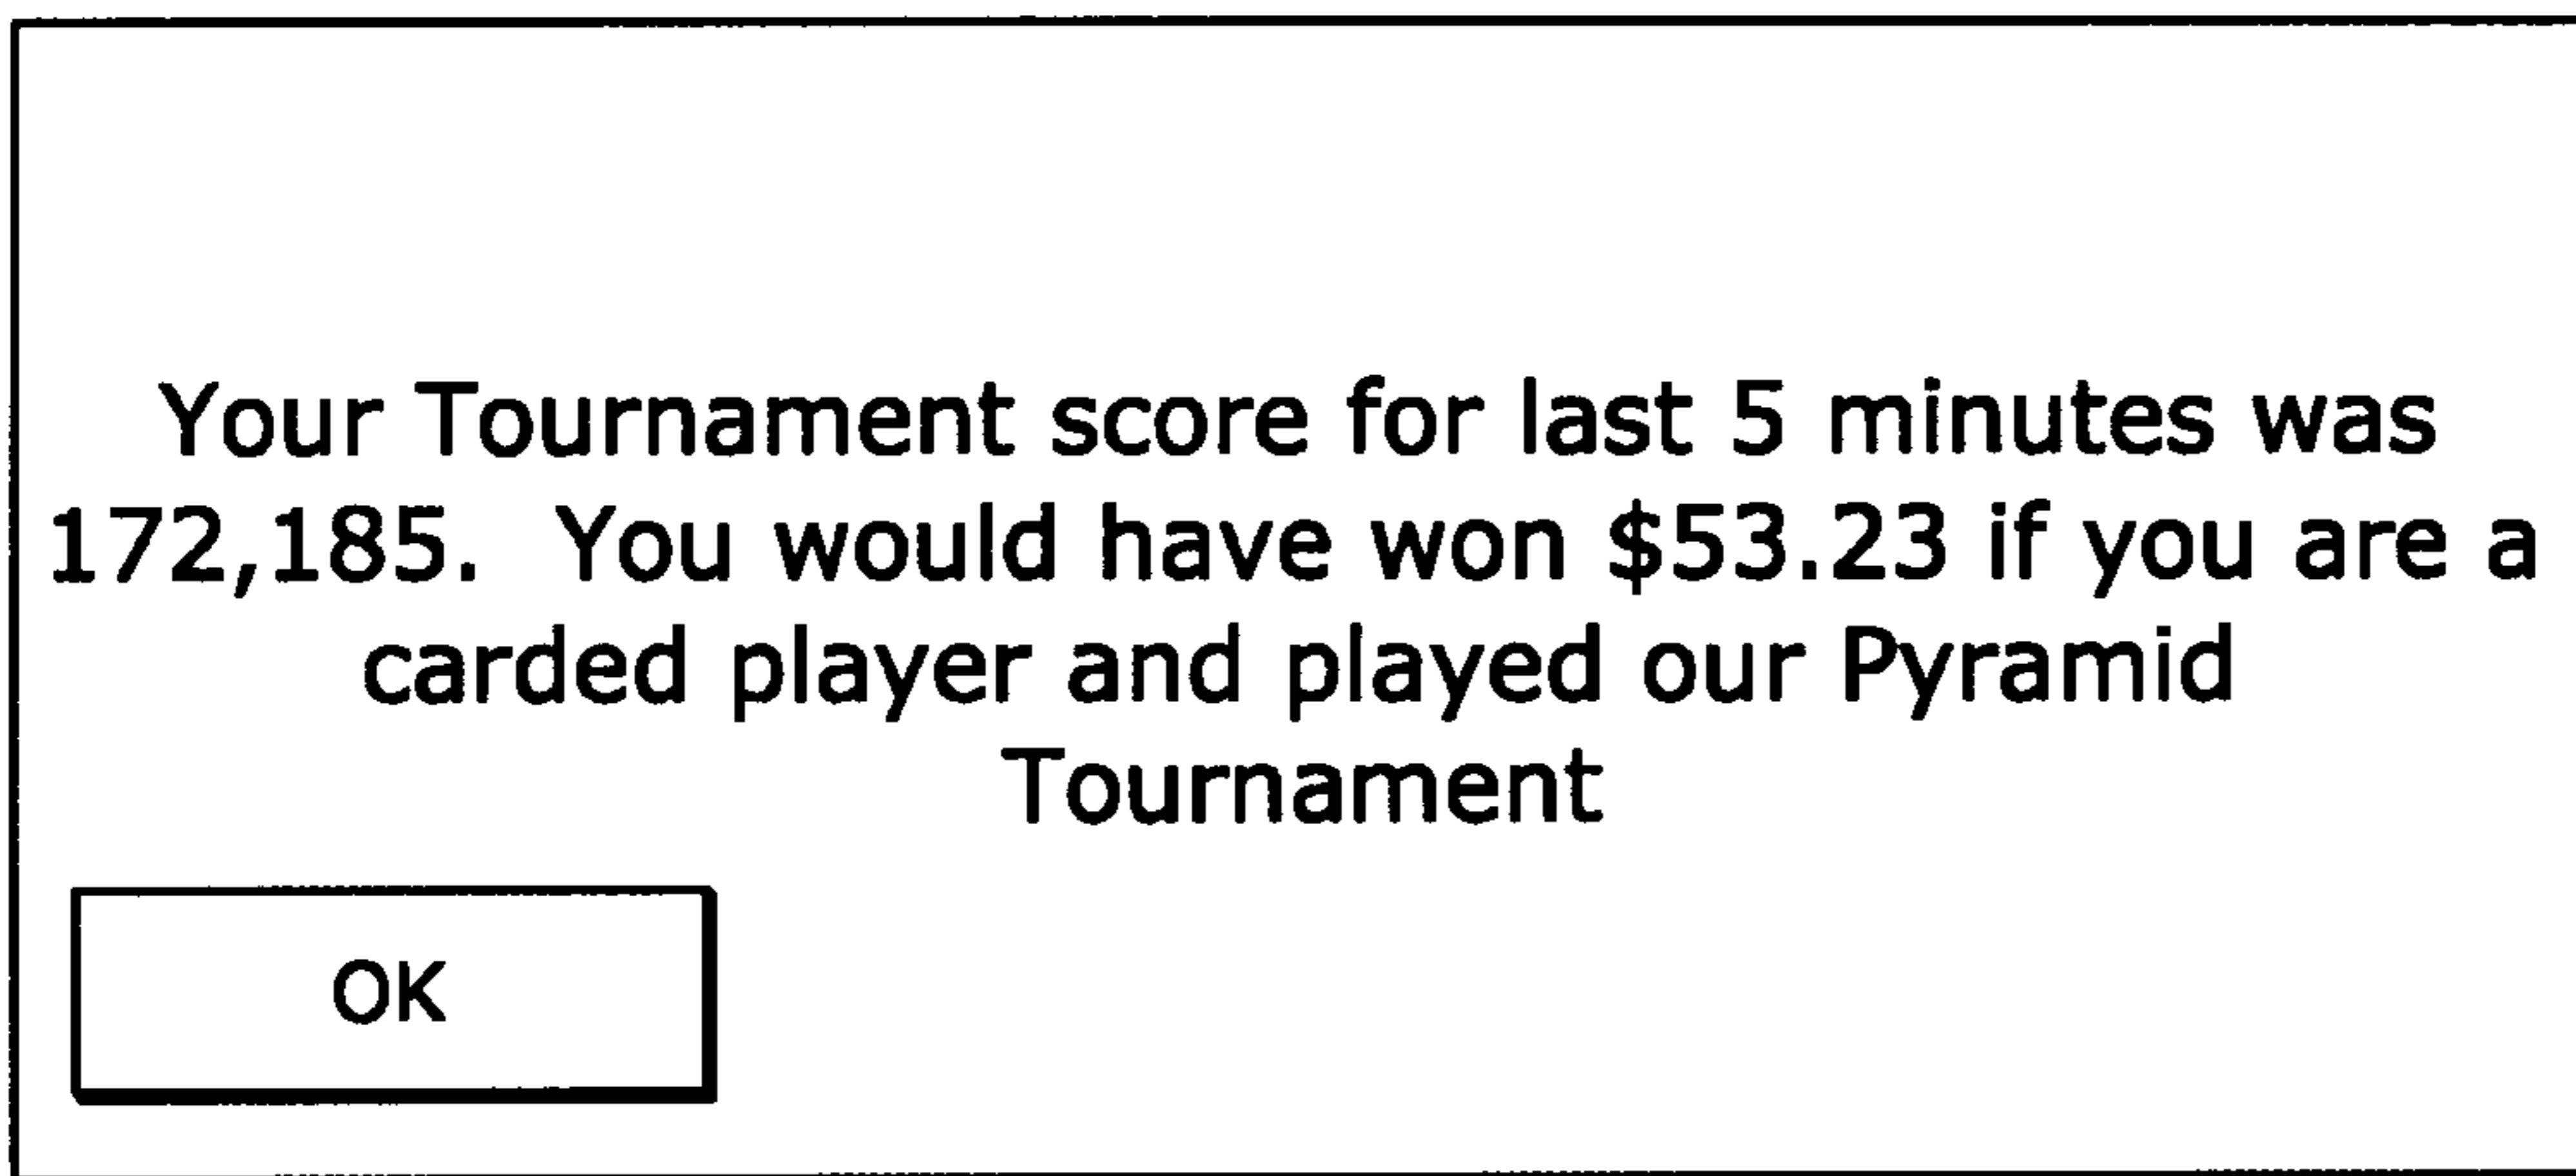 Your Tournament score for last 5 minutes was
172,185.  You would have won $53.23 if you are a
carded player and played our Pyramid
Tournament
OK